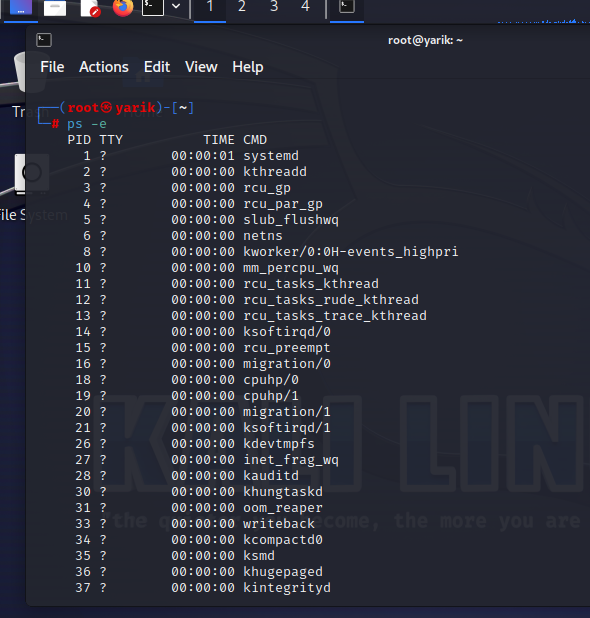 1 2 3 4
root@yarik: ~
File Actions Edit View Help
┌──(root㉿yarik)-[~]
└─# ps -e
PID TTY TIME CMD
1 ? 00:00:01 systemd
2 ? 00:00:00 kthreadd
3 ? 00:00:00 rcu_gp
4 ? 00:00:00 rcu_par_gp
5 ? 00:00:00 slub_flushwq
6 ? 00:00:00 netns
8 ? 00:00:00 kworker/0:0H-events_highpri
10 ? 00:00:00 mm_percpu_wq
11 ? 00:00:00 rcu_tasks_kthread
12 ? 00:00:00 rcu_tasks_rude_kthread
13 ? 00:00:00 rcu_tasks_trace_kthread
14 ? 00:00:00 ksoftirqd/0
15 ? 00:00:00 rcu_preempt
16 ? 00:00:00 migration/0
18 ? 00:00:00 cpuhp/0
19 ? 00:00:00 cpuhp/1
20 ? 00:00:00 migration/1
21 ? 00:00:00 ksoftirqd/1
26 ? 00:00:00 kdevtmpfs
27 ? 00:00:00 inet_frag_wq
28 ? 00:00:00 kauditd
30 ? 00:00:00 khungtaskd
31 ? 00:00:00 oom_reaper
33 ? 00:00:00 writeback
34 ? 00:00:00 kcompactd0
35 ? 00:00:00 ksmd
36 ? 00:00:00 khugepaged
37 ? 00:00:00 kintegrityd
KALI LIN
the more you are